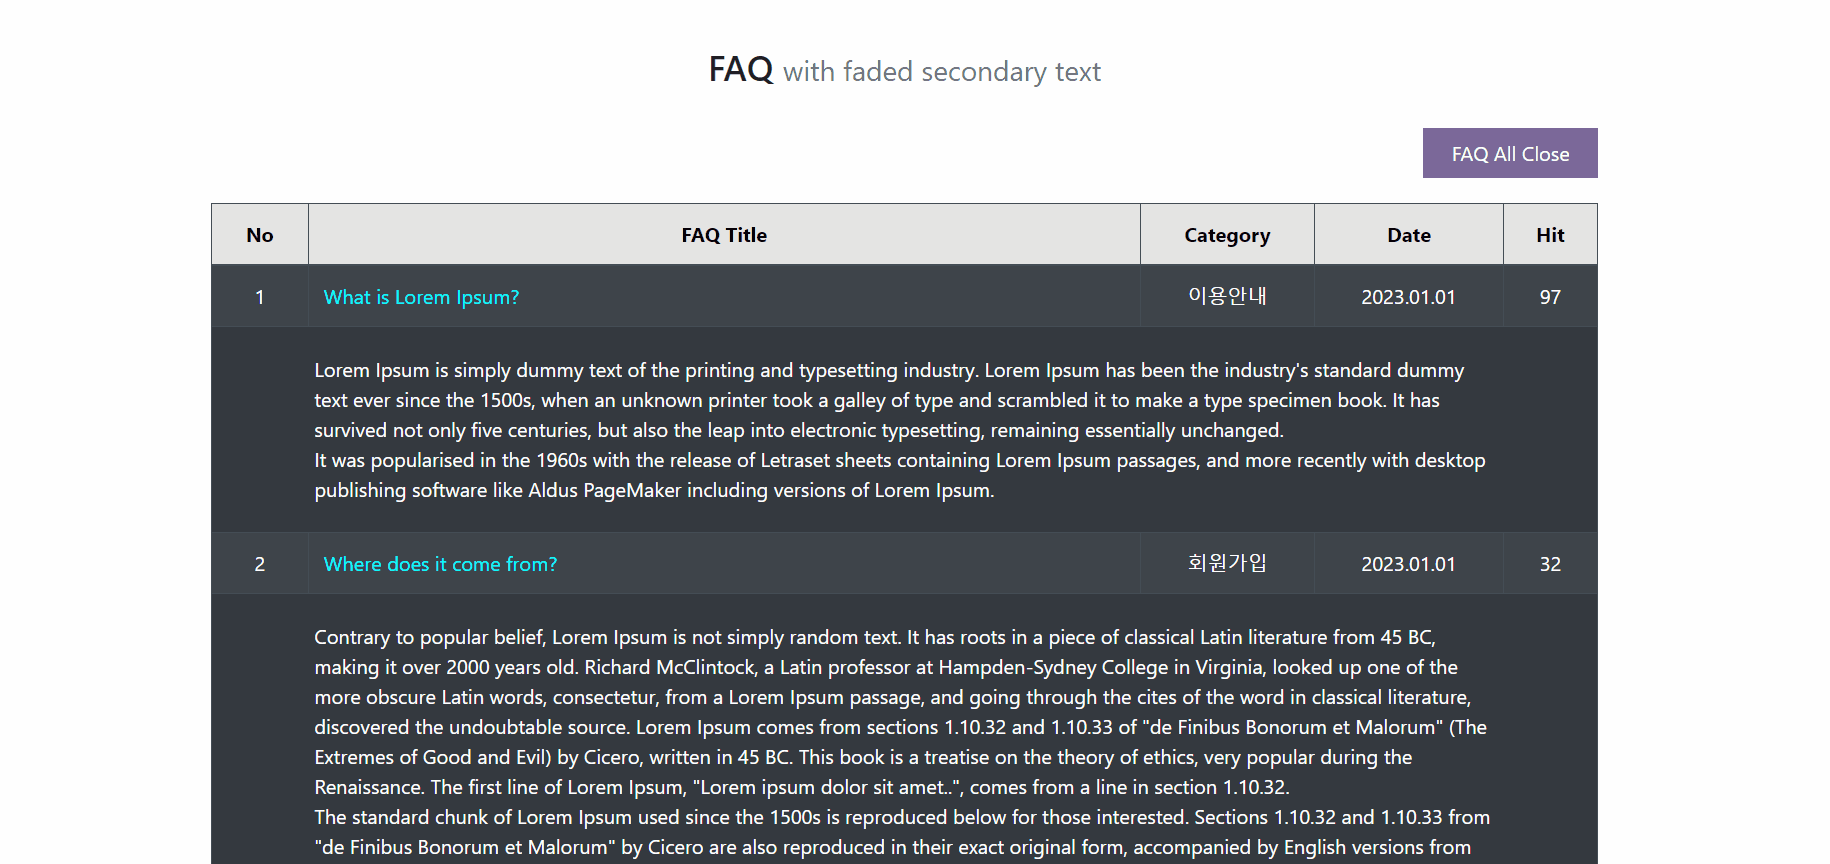 FAQ with faded secondary text
FAQ All Close
No FAQ Title Category Date Hit
1 What is Lorem Ipsum? 이용안내 2023.01.01 97
Lorem Ipsum is simply dummy text of the printing and typesetting industry. Lorem Ipsum has been the industry's standard dummy
text ever since the 1500s, when an unknown printer took a galley of type and scrambled it to make a type specimen book. It has
survived not only five centuries, but also the leap into electronic typesetting, remaining essentially unchanged.
It was popularised in the 1960s with the release of Letraset sheets containing Lorem Ipsum passages, and more recently with desktop
publishing software like Aldus PageMaker including versions of Lorem Ipsum.
2 Where does it come from? 회원가입 2023.01.01 32
Contrary to popular belief, Lorem Ipsum is not simply random text. It has roots in a piece of classical Latin literature from 45 BC,
making it over 2000 years old. Richard McClintock, a Latin professor at Hampden-Sydney College in Virginia, looked up one of the
more obscure Latin words, consectetur, from a Lorem Ipsum passage, and going through the cites of the word in classical literature,
discovered the undoubtable source. Lorem Ipsum comes from sections 1.10.32 and 1.10.33 of "de Finibus Bonorum et Malorum" (The
Extremes of Good and Evil) by Cicero, written in 45 BC. This book is a treatise on the theory of ethics, very popular during the
Renaissance. The first line of Lorem Ipsum, "Lorem ipsum dolor sit amet..", comes from a line in section 1.10.32.
The standard chunk of Lorem Ipsum used since the 1500s is reproduced below for those interested. Sections 1.10.32 and 1.10.33 from
"de Finibus Bonorum et Malorum" by Cicero are also reproduced in their exact original form, accompanied by English versions from